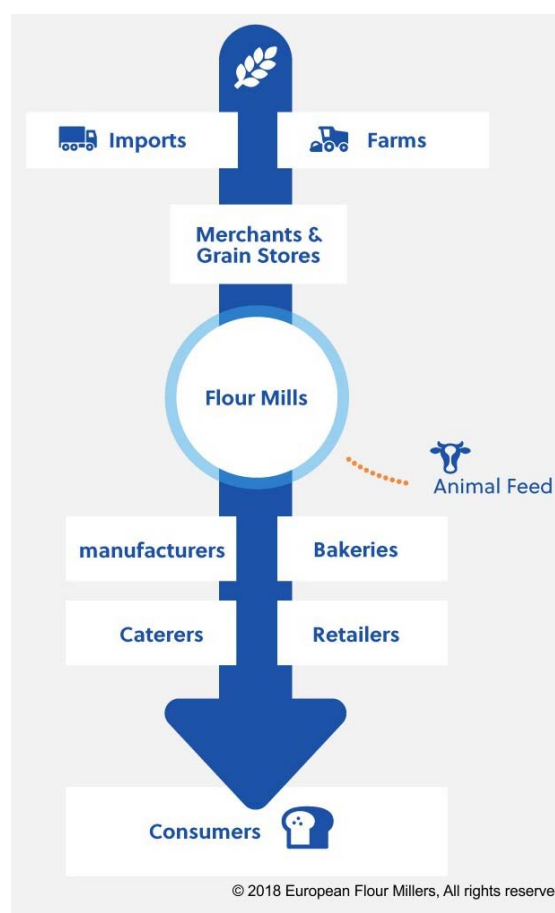 Imports
Farms
Merchants &
Grain Stores
Flour Mills
Animal Feed
manufacturers
Bakeries
Caterers
Retailers
Consumers
© 2018 European Flour Millers, All rights reserve